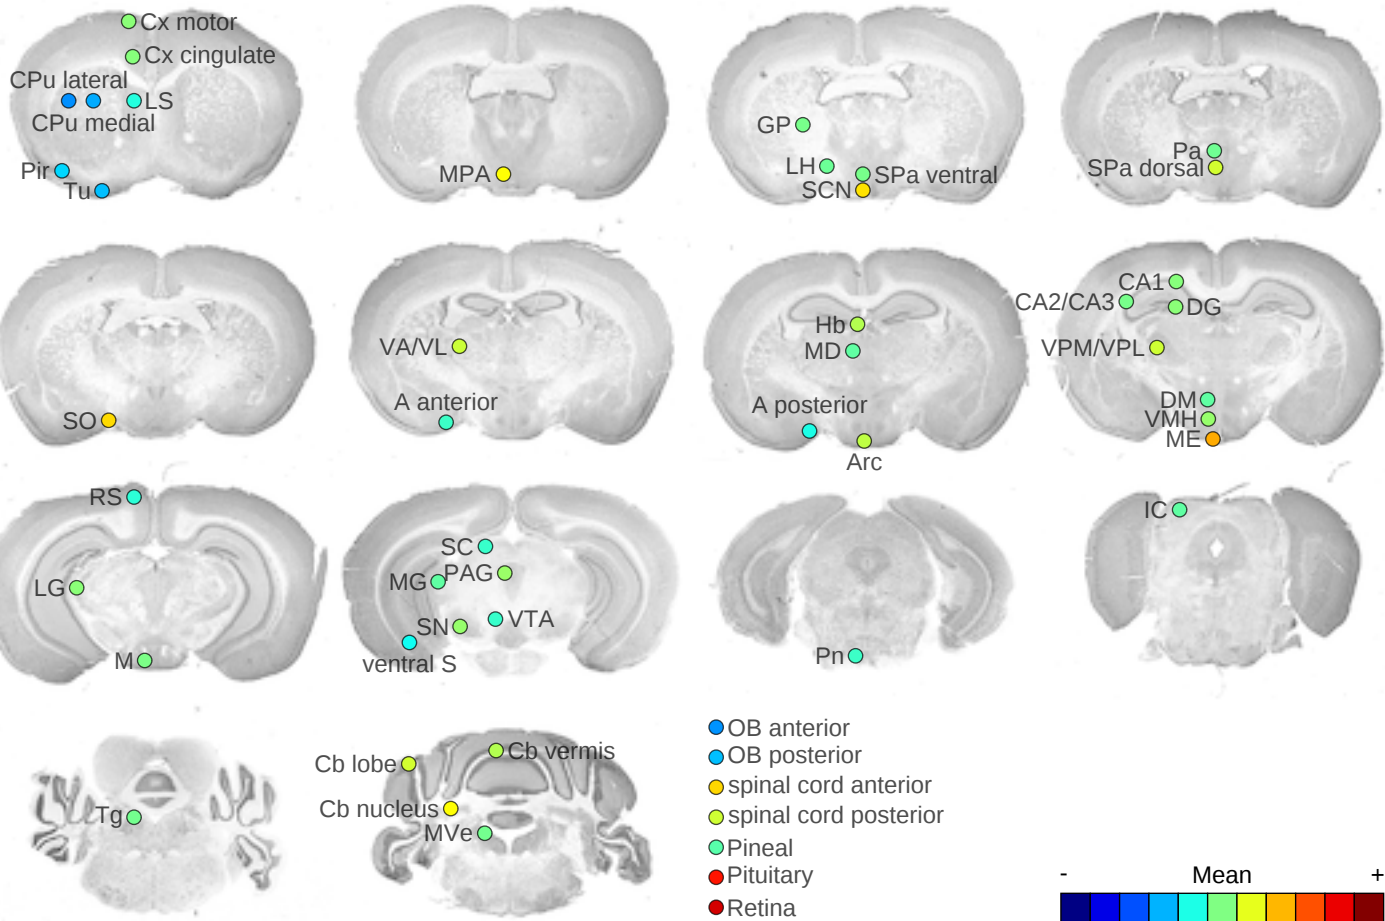 Cx motor
Cx cingulate
CPu lateral
LS
CPu medial
Pir
Tu
MPA
GP
LH
SPa ventral
SCN
Pa
SPa dorsal
SO
VA/VL
A anterior
Hb
MD
A posterior
Arc
CA1
CA2/CA3
DG
VPM/VPL
DM
VMH
ME
RS
LG
M
SC
MG
PAG
SN
VTA
ventral S
Pn
IC
Tg
Cb lobe
Cb vermis
Cb nucleus
MVe
OB anterior
OB posterior
spinal cord anterior
spinal cord posterior
Pineal
Pituitary
Retina
- Mean +